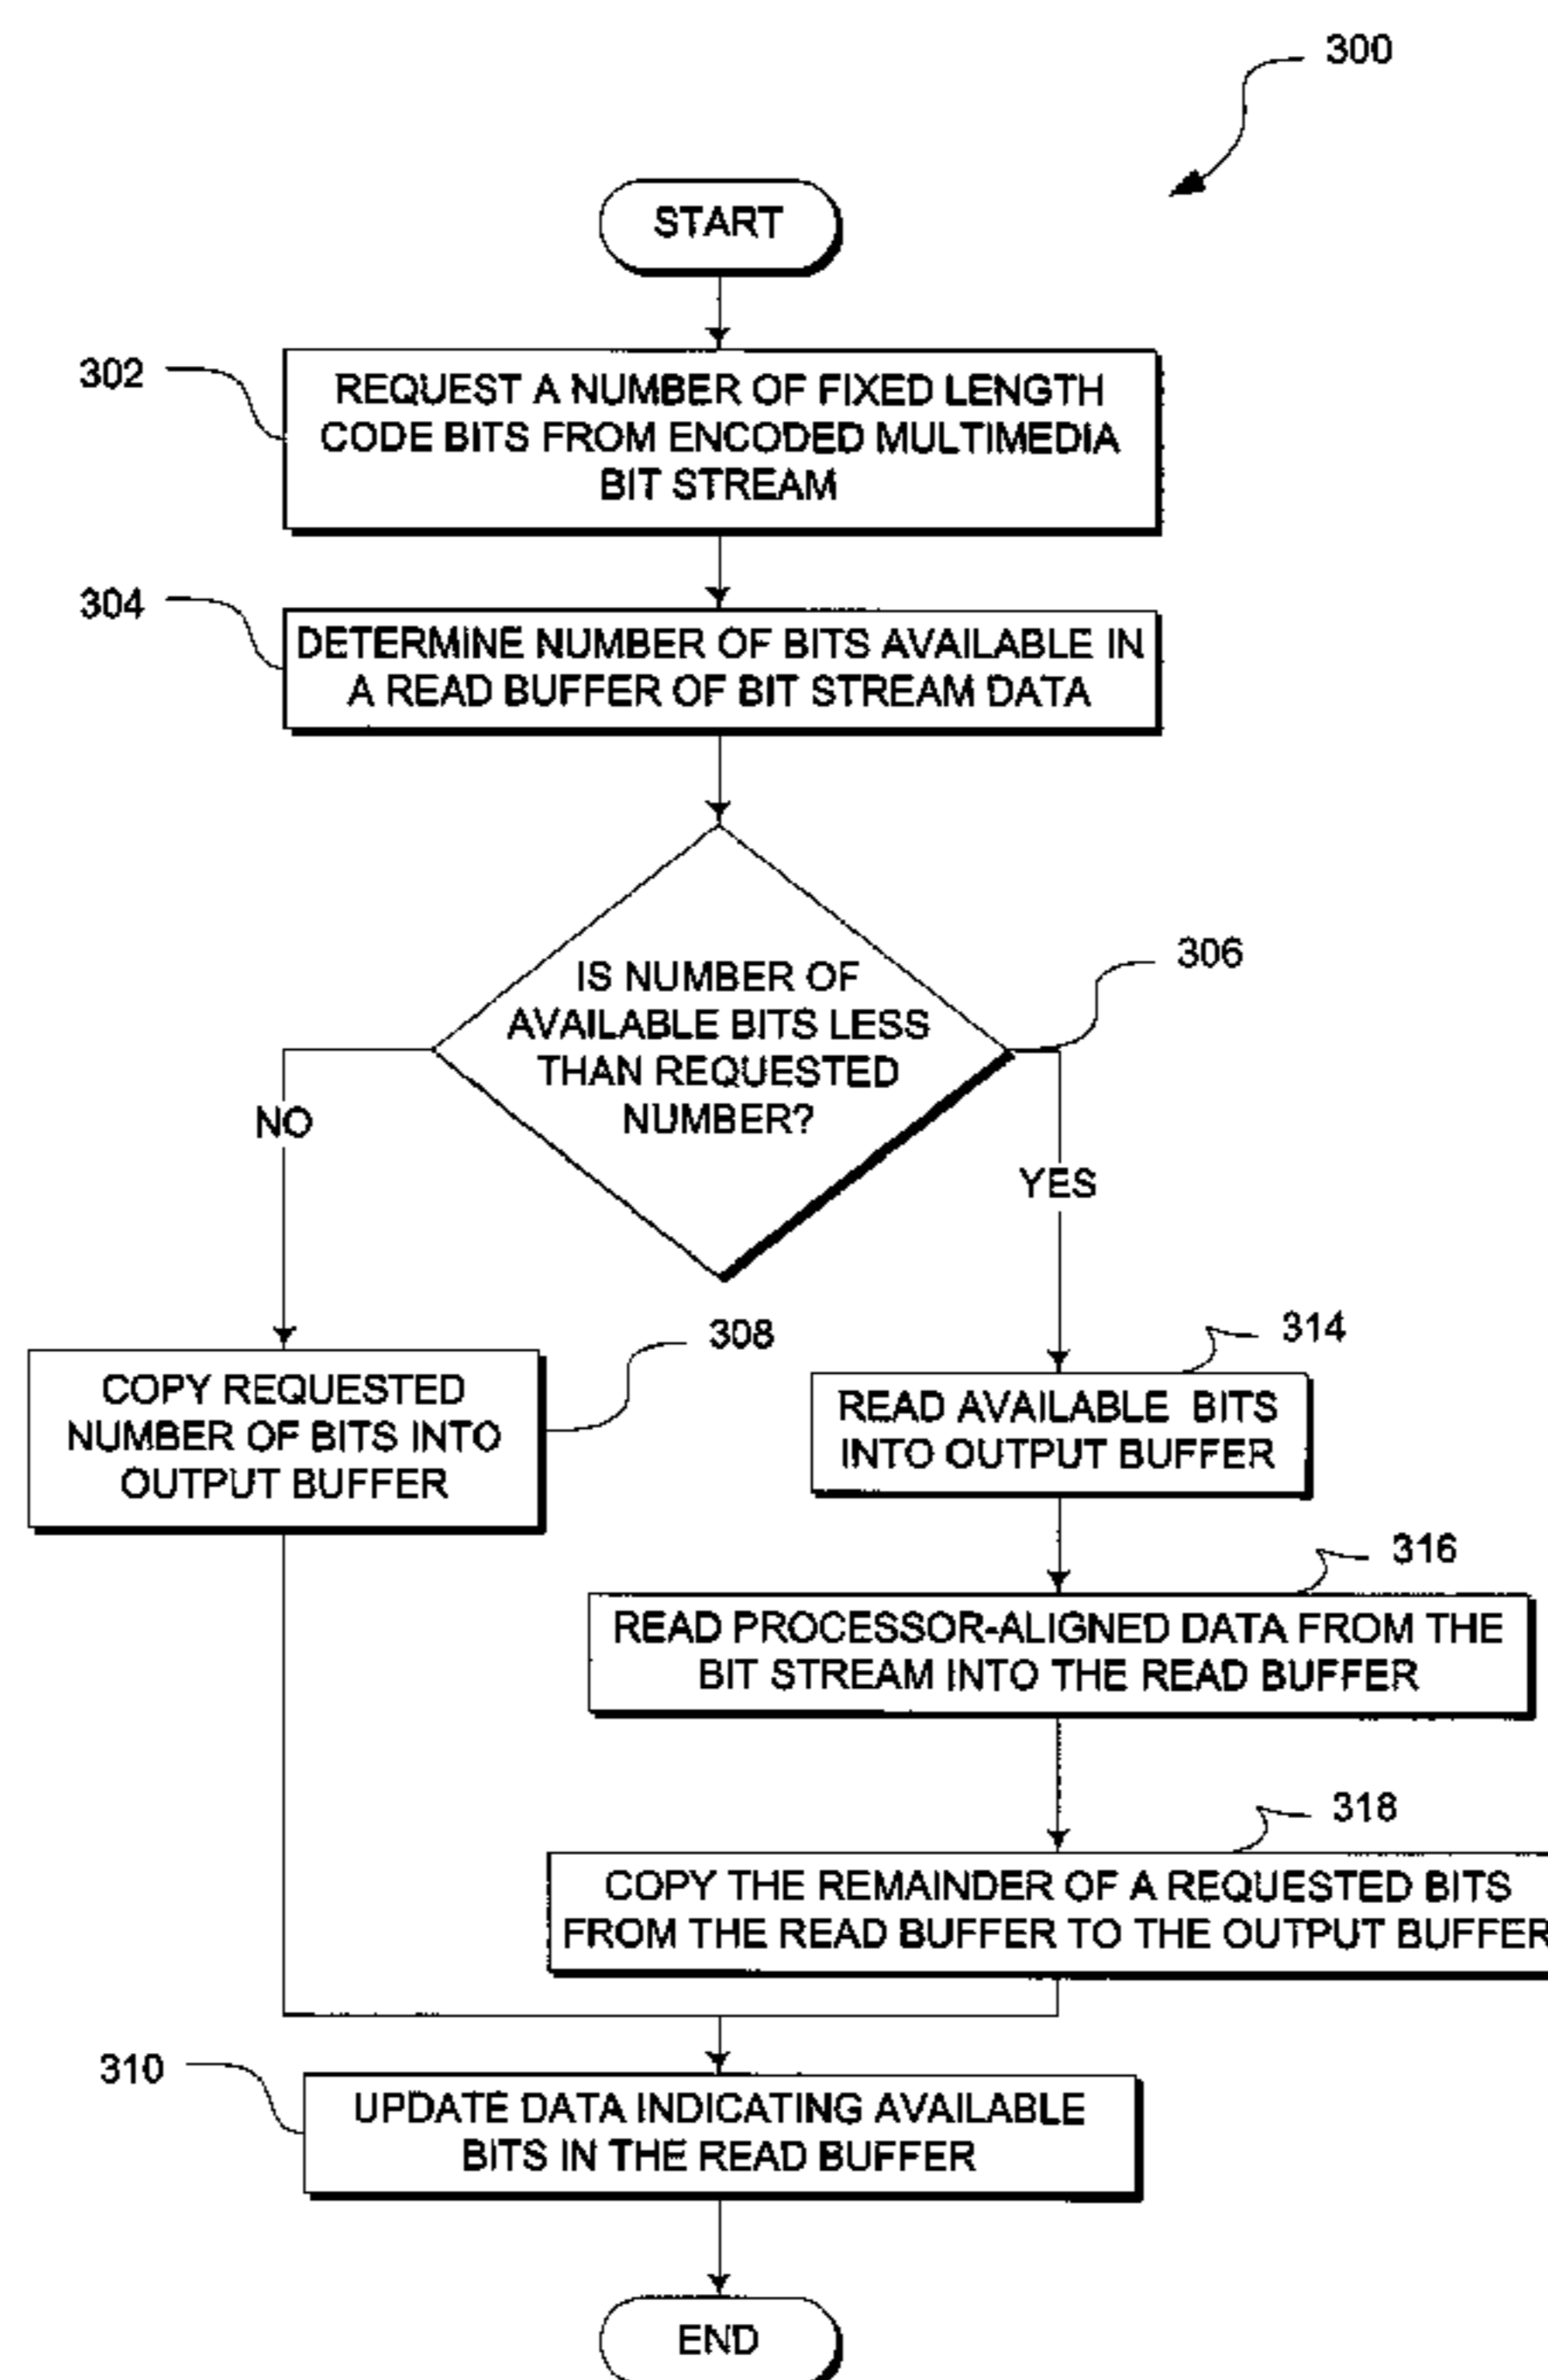 300
START
302
REQUEST A NUMBER OF FIXED LENGTH
CODE BITS FROM ENCODED MULTIMEDIA
BIT STREAM
304
DETERMINE NUMBER OF BITS AVAILABLE IN
A READ BUFFER OF BIT STREAM DATA
306
IS NUMBER OF
AVAILABLE BITS LESS
THAN REQUESTED
NUMBER?
NO
YES
308
COPY REQUESTED
NUMBER OF BITS INTO
OUTPUT BUFFER
314
READ AVAILABLE BITS
INTO OUTPUT BUFFER
316
READ PROCESSOR-ALIGNED DATA FROM THE
BIT STREAM INTO THE READ BUFFER
318
COPY THE REMAINDER OF A REQUESTED BITS
FROM THE READ BUFFER TO THE OUTPUT BUFFER
310
UPDATE DATA INDICATING AVAILABLE
BITS IN THE READ BUFFER
END